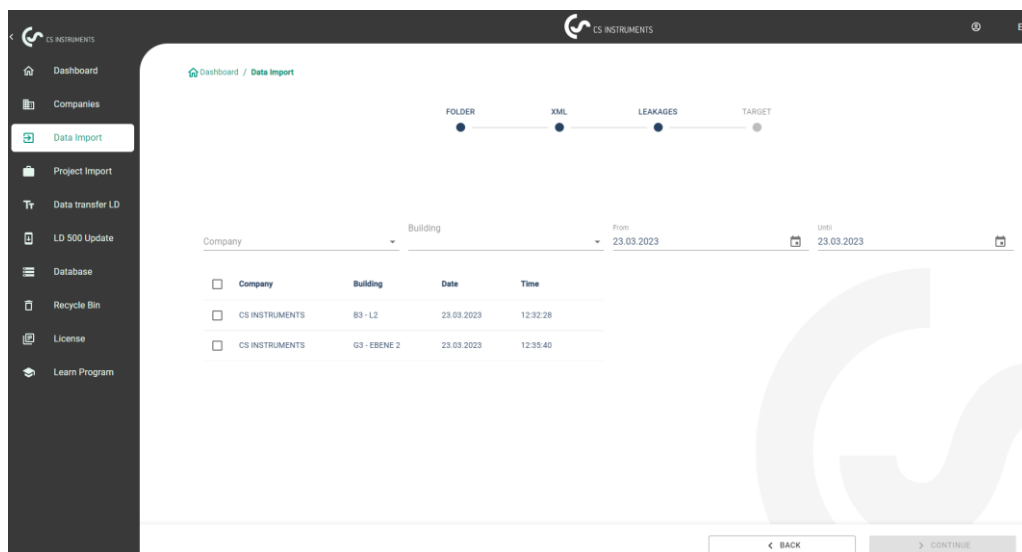 CS INSTRUMENTS
CS INSTRUMENTS
Dashboard
Companies
Data Import
Project Import
Data transfer LD
LD 500 Update
Database
Recycle Bin
License
Learn Program
Dashboard / Data Import
FOLDER XML LEAKAGES TARGET
Company
Building
From
23.03.2023
Until
23.03.2023
Company Building Date Time
CS INSTRUMENTS B3 - L2 23.03.2023 12:32:28
CS INSTRUMENTS G3 - EBENE 2 23.03.2023 12:35:40
< BACK
> CONTINUE